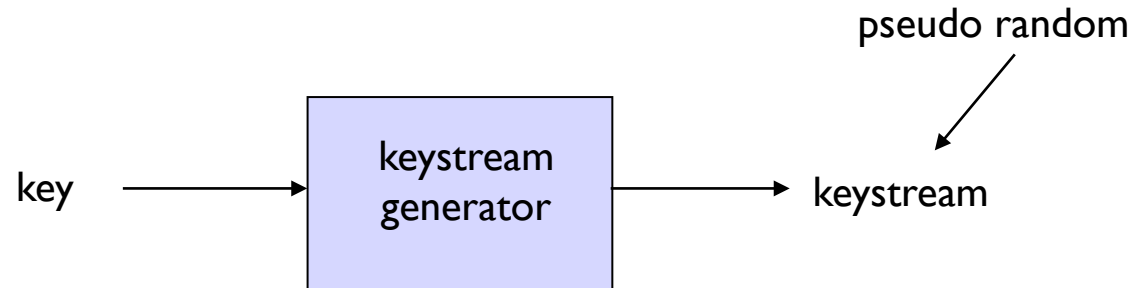 pseudo random
key
keystream
generator
keystream